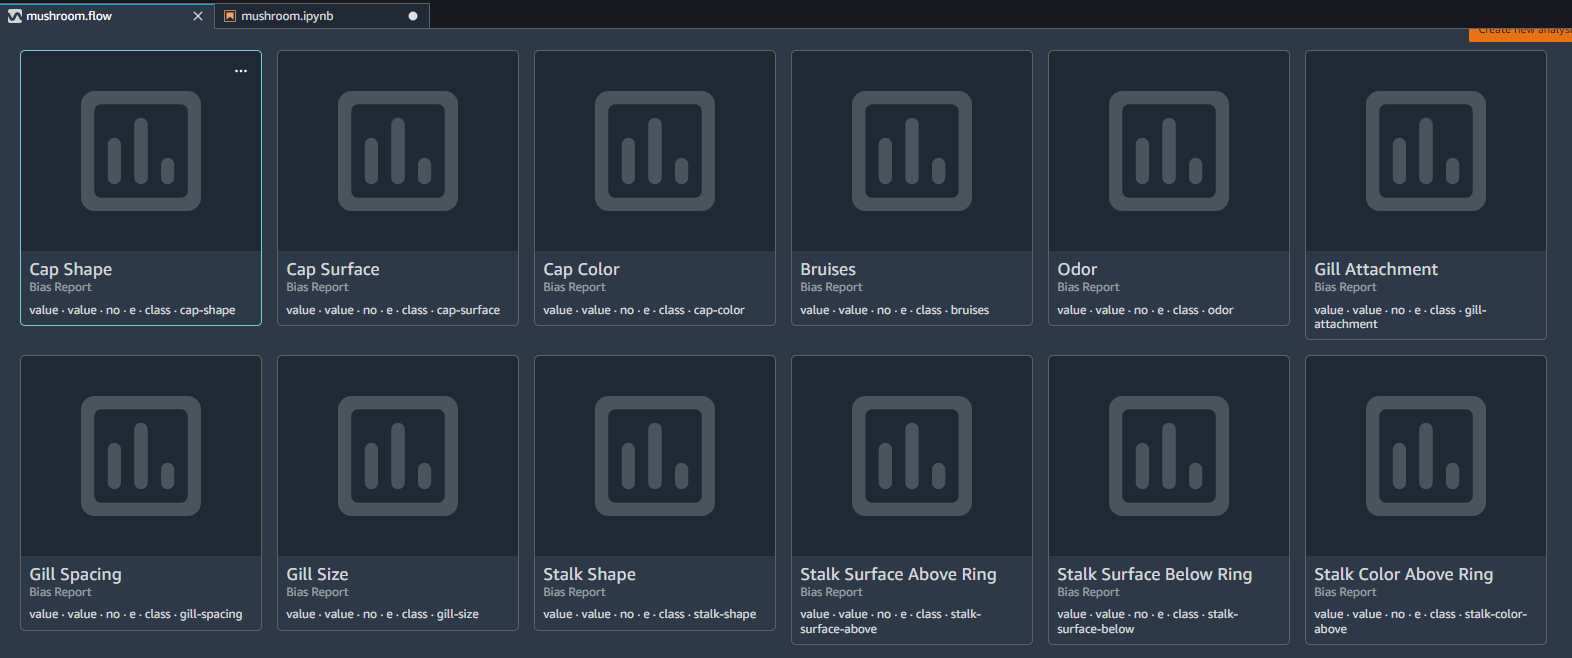 mushroom.flow
mushroom.ipynb
Create new analysi
Cap Shape
Bias Report
value · value · no · e · class · cap-shape
Cap Surface
Bias Report
value · value · no · e · class · cap-surface
Cap Color
Bias Report
value · value · no · e · class · cap-color
Bruises
Bias Report
value · value · no · e · class · bruises
Odor
Bias Report
value · value · no · e · class · odor
Gill Attachment
Bias Report
value · value · no · e · class · gill-
attachment
Gill Spacing
Bias Report
value · value · no · e · class · gill-spacing
Gill Size
Bias Report
value · value · no · e · class · gill-size
Stalk Shape
Bias Report
value · value · no · e · class · stalk-shape
Stalk Surface Above Ring
Bias Report
value · value · no · e · class · stalk-
surface-above
Stalk Surface Below Ring
Bias Report
value · value · no · e · class · stalk-
surface-below
Stalk Color Above Ring
Bias Report
value · value · no · e · class · stalk-color-
above